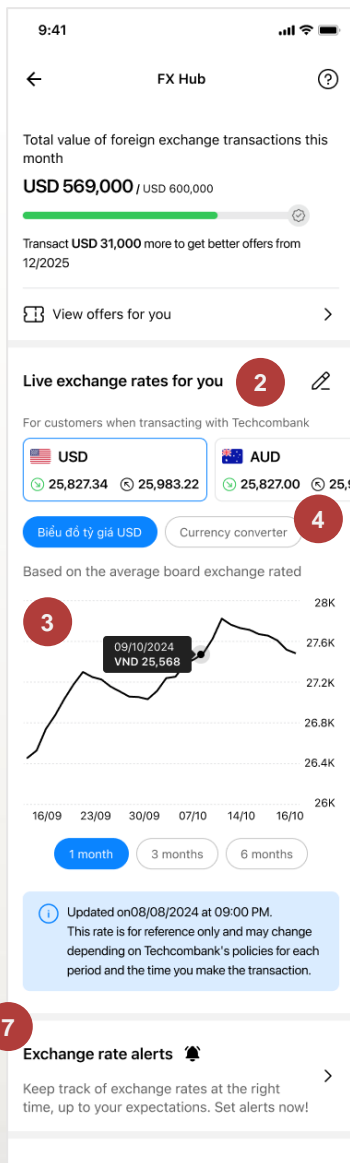 9:41
FX Hub
Total value of foreign exchange transactions this
month
USD 569,000 / USD 600,000
Transact USD 31,000 more to get better offers from
12/2025
View offers for you
Live exchange rates for you
2
For customers when transacting with Techcombank
USD
AUD
25,827.34 25,983.22
25,827.00 25,9
4
Biểu đồ tỷ giá USD
Currency converter
Based on the average board exchange rated
3
28K
09/10/2024
VND 25,568
27.6K
27.2K
26.8K
26.4K
26K
16/09 23/09 30/09 07/10 14/10 16/10
1 month 3 months 6 months
Updated on08/08/2024 at 09:00 PM.
This rate is for reference only and may change
depending on Techcombank's policies for each
period and the time you make the transaction.
7
Exchange rate alerts
Keep track of exchange rates at the right
time, up to your expectations. Set alerts now!